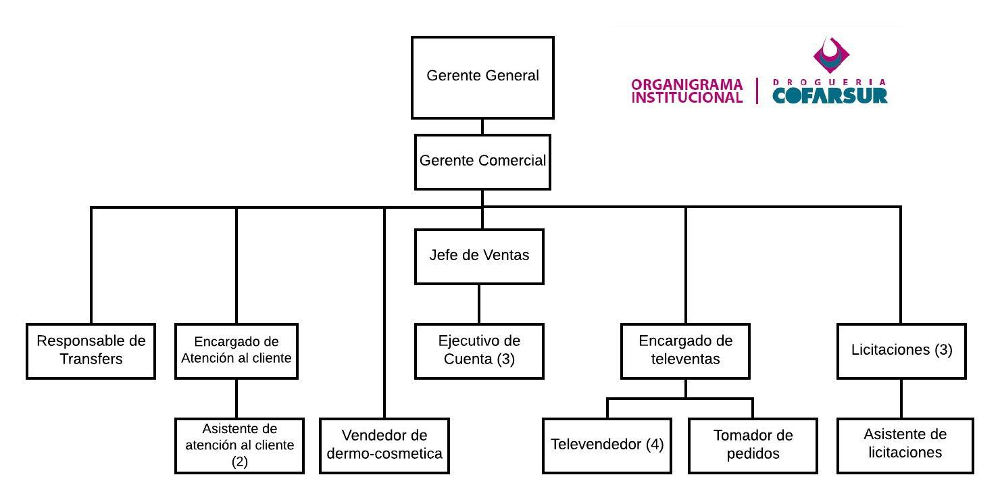 Gerente General
ORGANIGRAMA
INSTITUCIONAL
DROGUERIA
COFARSUR
Gerente Comercial
Jefe de Ventas
Responsable de
Transfers
Encargado de
Atención al cliente
Ejecutivo de
Cuenta (3)
Encargado de
televentas
Licitaciones (3)
Asistente de
atención al cliente
(2)
Vendedor de
dermo-cosmetica
Televendedor (4)
Tomador de
pedidos
Asistente de
licitaciones